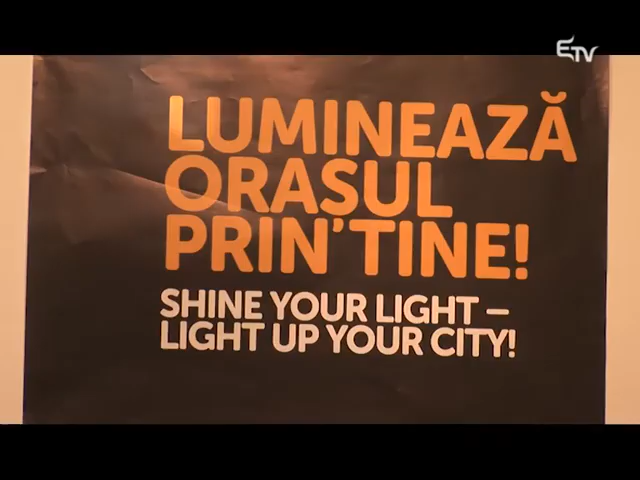 ETV
LUMINEAZĂ
ORASUL
PRIN'TINE!
SHINE YOUR LIGHT –
LIGHT UP YOUR CITY!